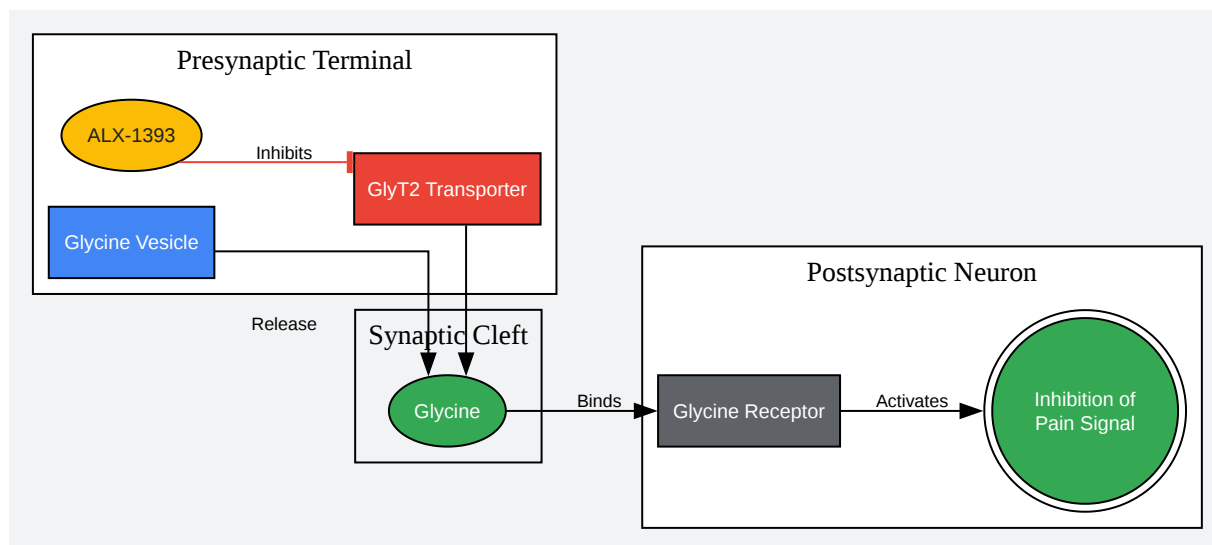 Presynaptic Terminal
ALX-1393
Inhibits
GlyT2 Transporter
Glycine Vesicle
Release
Synaptic Cleft
Glycine
Binds
Postsynaptic Neuron
Glycine Receptor
Activates
Inhibition of
Pain Signal